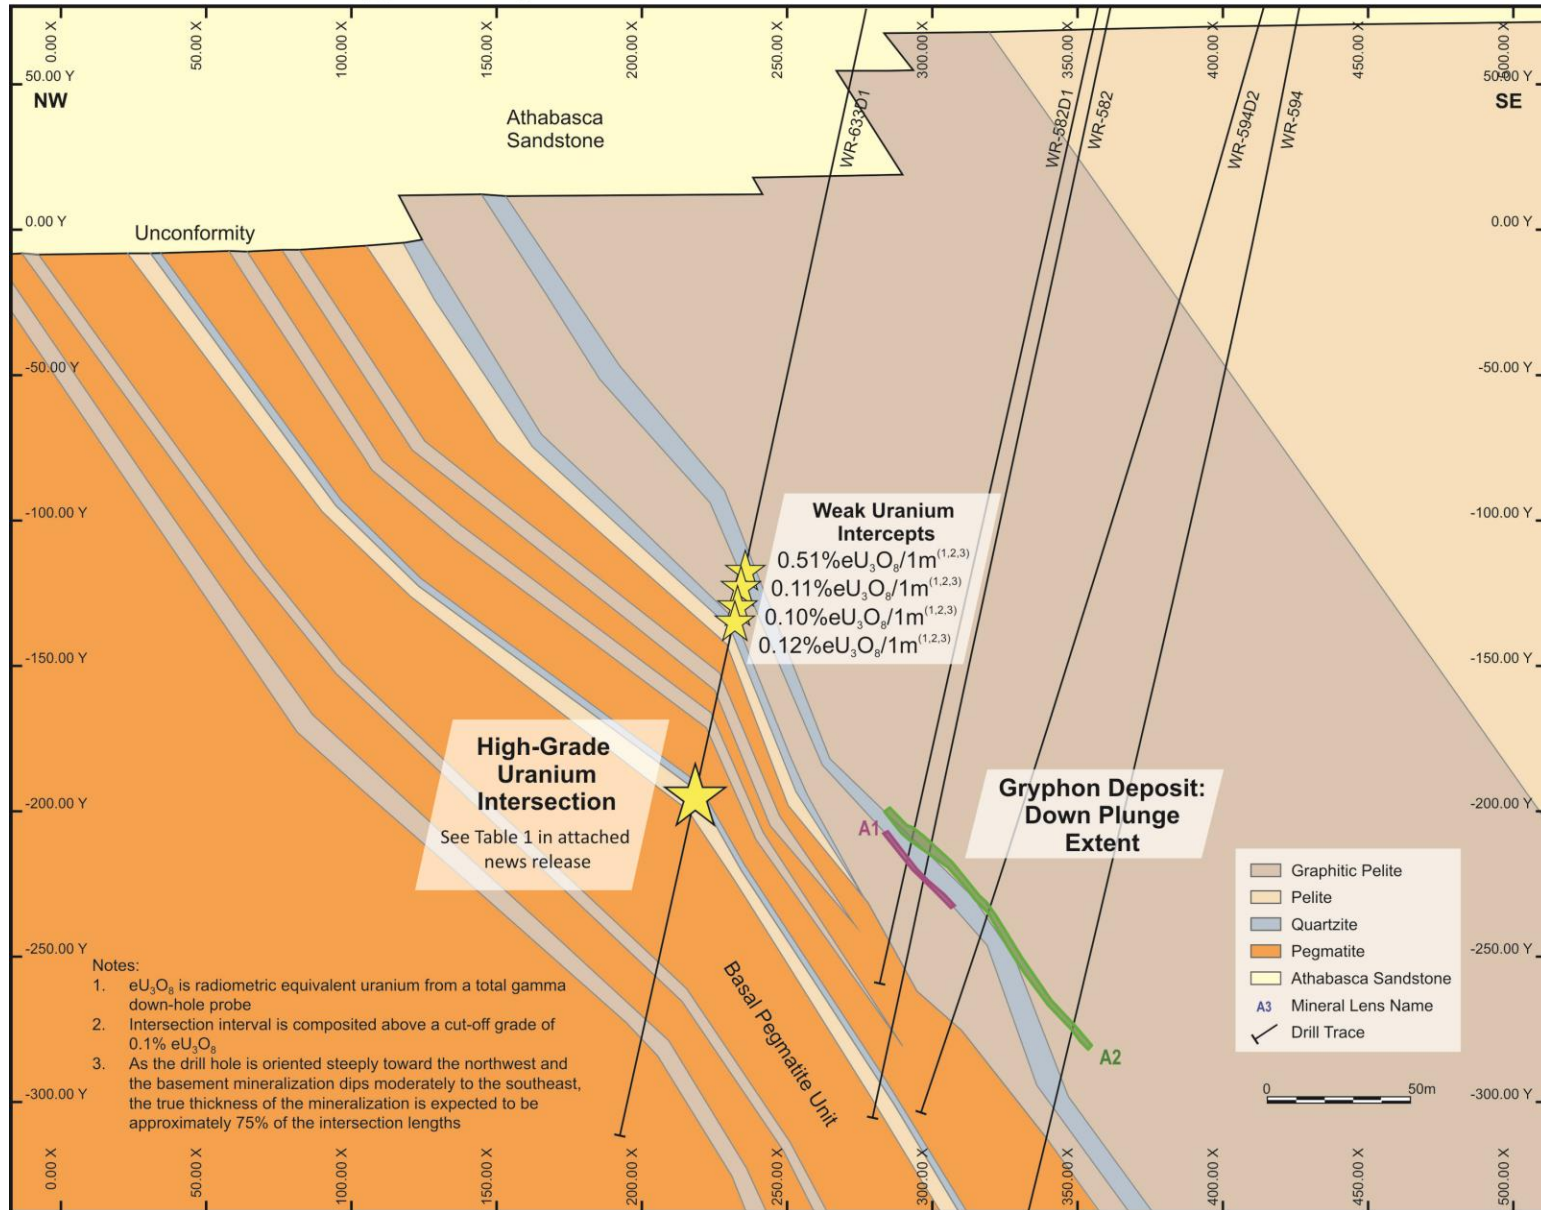 0.00 X
50.00 X
100.00 X
150.00 X
200.00 X
250.00 X
300.00 X
350.00 X
400.00 X
450.00 X
500.00 X
50.00 Y
50.00 Y
NW
SE
Athabasca
Sandstone
WR-633D1
WR-582D1
WR-582
WR-594D2
WR-594
0.00 Y
0.00 Y
Unconformity
-50.00 Y
-50.00 Y
-100.00 Y
-100.00 Y
Weak Uranium
Intercepts
0.51%eU₃O₈/1m⁽¹,²,³⁾
0.11%eU₃O₈/1m⁽¹,²,³⁾
0.10%eU₃O₈/1m⁽¹,²,³⁾
0.12%eU₃O₈/1m⁽¹,²,³⁾
-150.00 Y
-150.00 Y
High-Grade
Uranium
Intersection
See Table 1 in attached
news release
Gryphon Deposit:
Down Plunge
Extent
-200.00 Y
-200.00 Y
A1
A2
Graphitic Pelite
Pelite
Quartzite
Pegmatite
Athabasca Sandstone
A3 Mineral Lens Name
Drill Trace
-250.00 Y
-250.00 Y
Basal Pegmatite Unit
Notes:
1. eU₃O₈ is radiometric equivalent uranium from a total gamma
down-hole probe
2. Intersection interval is composited above a cut-off grade of
0.1% eU₃O₈
3. As the drill hole is oriented steeply toward the northwest and
the basement mineralization dips moderately to the southeast,
the true thickness of the mineralization is expected to be
approximately 75% of the intersection lengths
0 50m
-300.00 Y
-300.00 Y
0.00 X
50.00 X
100.00 X
150.00 X
200.00 X
250.00 X
300.00 X
350.00 X
400.00 X
450.00 X
500.00 X